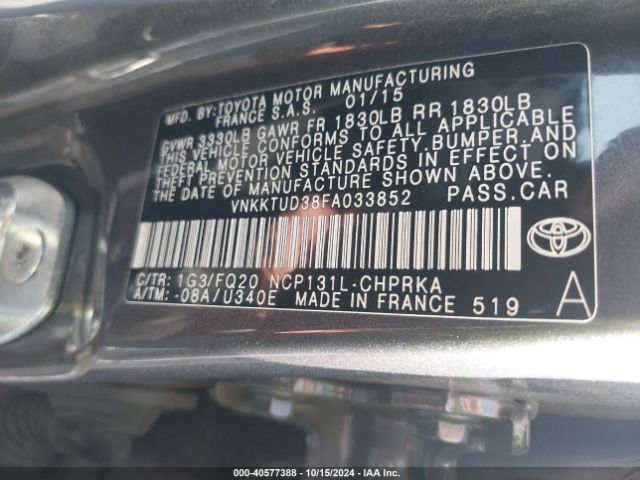 MFD. BY: TOYOTA MOTOR MANUFACTURING
FRANCE S.A.S. 01/15
GVWR 3330LB GAWR FR 1830LB RR 1830LB
THIS VEHICLE CONFORMS TO ALL APPLICABLE
FEDERAL MOTOR VEHICLE SAFETY, BUMPER, AND
THEFT PREVENTION STANDARDS IN EFFECT ON
THE DATE OF MANUFACTURE SHOWN ABOVE.
VNKKTUD38FA033852 PASS.CAR
C/TR: 1G3/FQ20 NCP131L-CHPRKA
A/TM: -08A/U340E MADE IN FRANCE 519 A
000-40577388 - 10/15/2024 - IAA Inc.